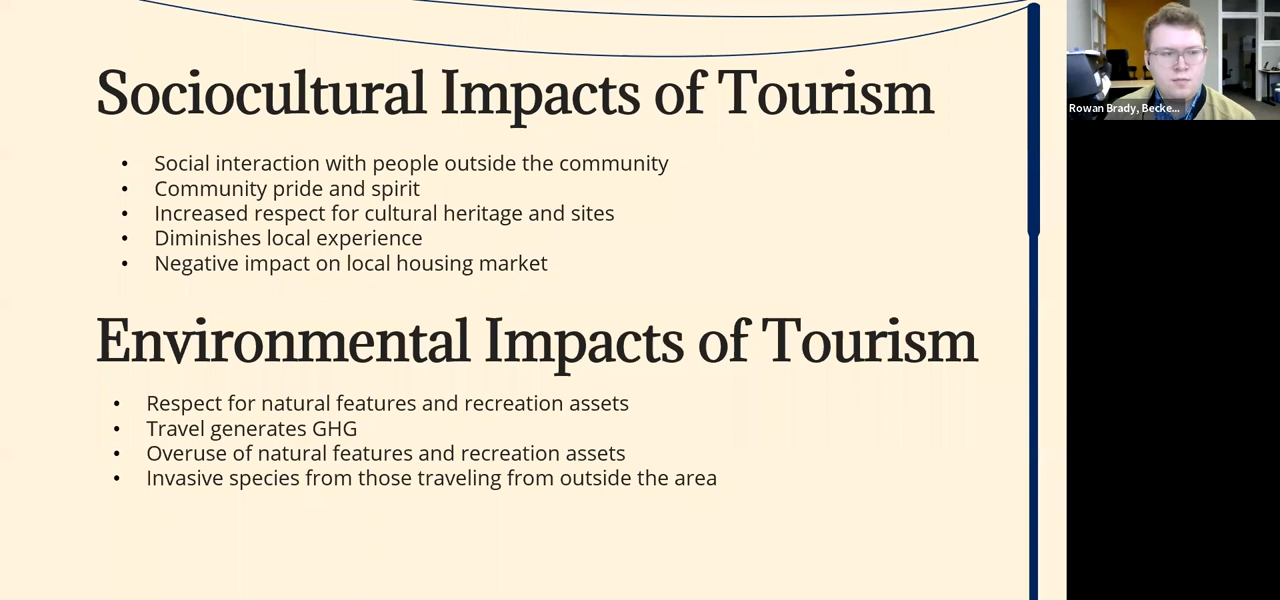 Sociocultural Impacts of Tourism
• Social interaction with people outside the community
• Community pride and spirit
• Increased respect for cultural heritage and sites
• Diminishes local experience
• Negative impact on local housing market
Environmental Impacts of Tourism
• Respect for natural features and recreation assets
• Travel generates GHG
• Overuse of natural features and recreation assets
• Invasive species from those traveling from outside the area
Rowan Brady, Becke...